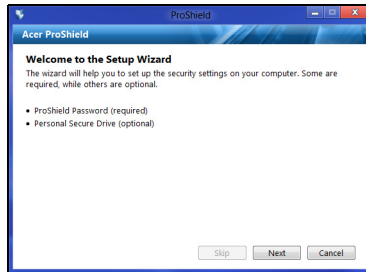 ProShield
Acer ProShield
Welcome to the Setup Wizard
The wizard will help you to set up the security settings on your computer. Some are
required, while others are optional.
• ProShield Password (required)
• Personal Secure Drive (optional)
Skip Next Cancel